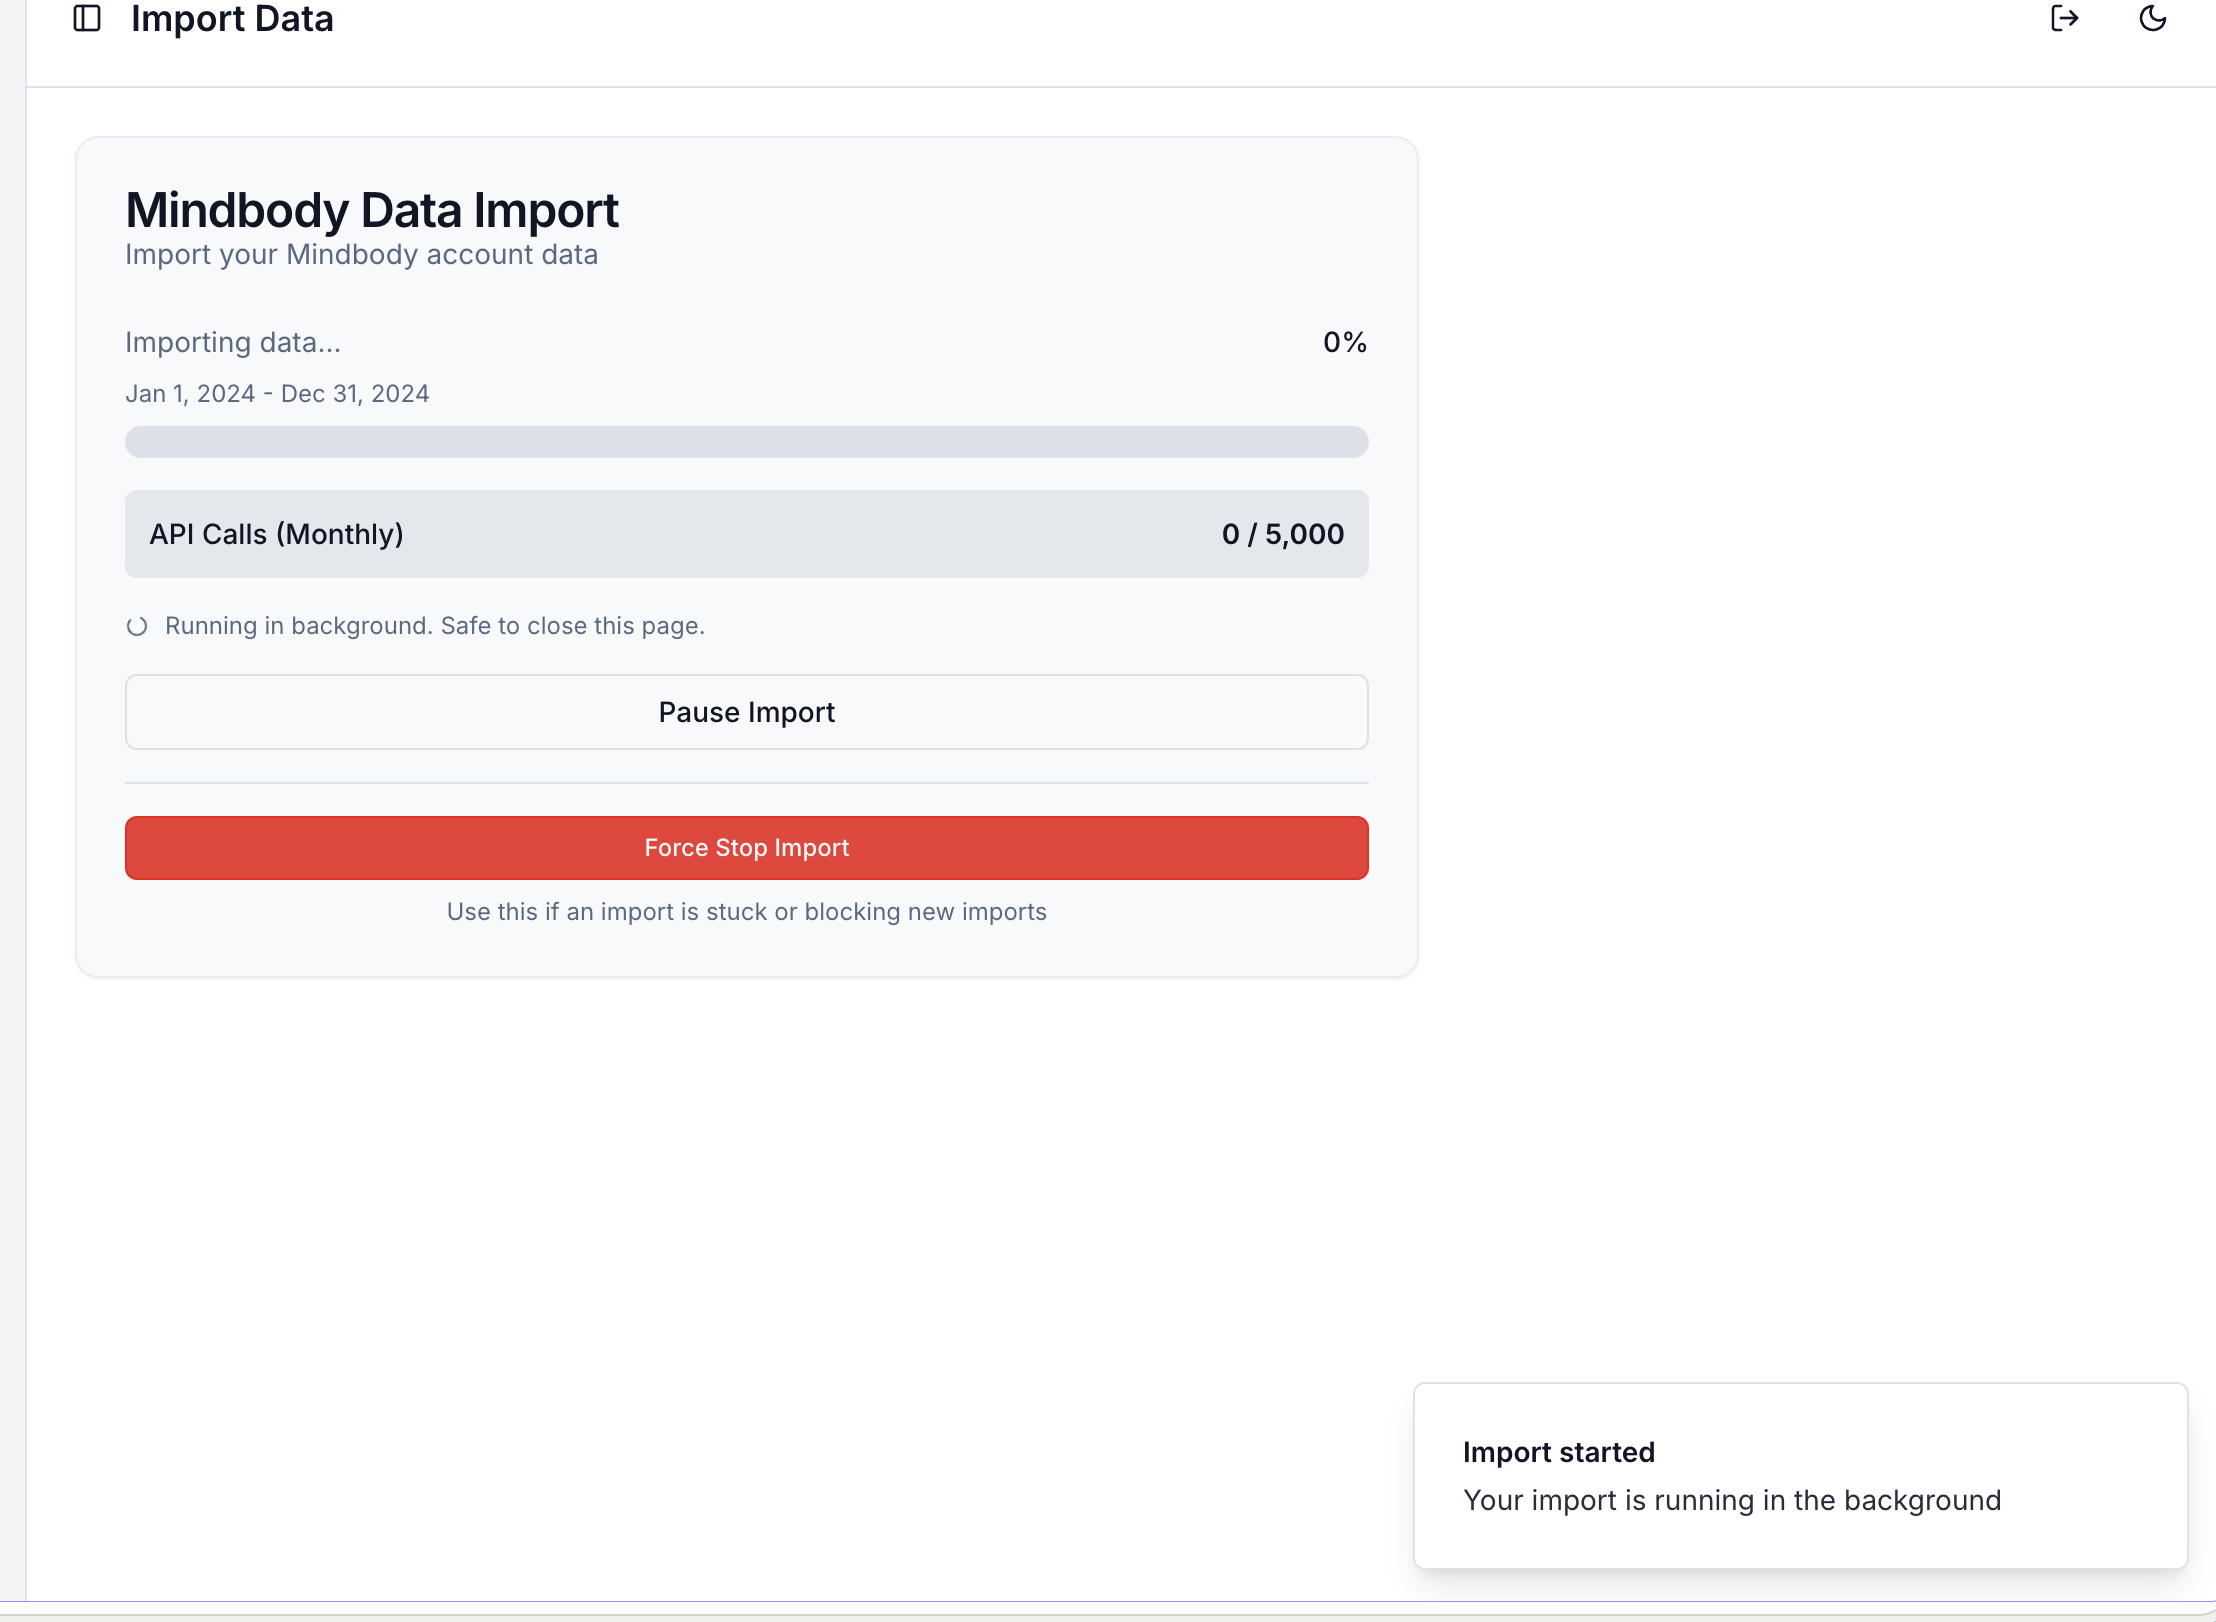 Import Data
Mindbody Data Import
Import your Mindbody account data
Importing data...
0%
Jan 1, 2024 - Dec 31, 2024
API Calls (Monthly)
0 / 5,000
Running in background. Safe to close this page.
Pause Import
Force Stop Import
Use this if an import is stuck or blocking new imports
Import started
Your import is running in the background